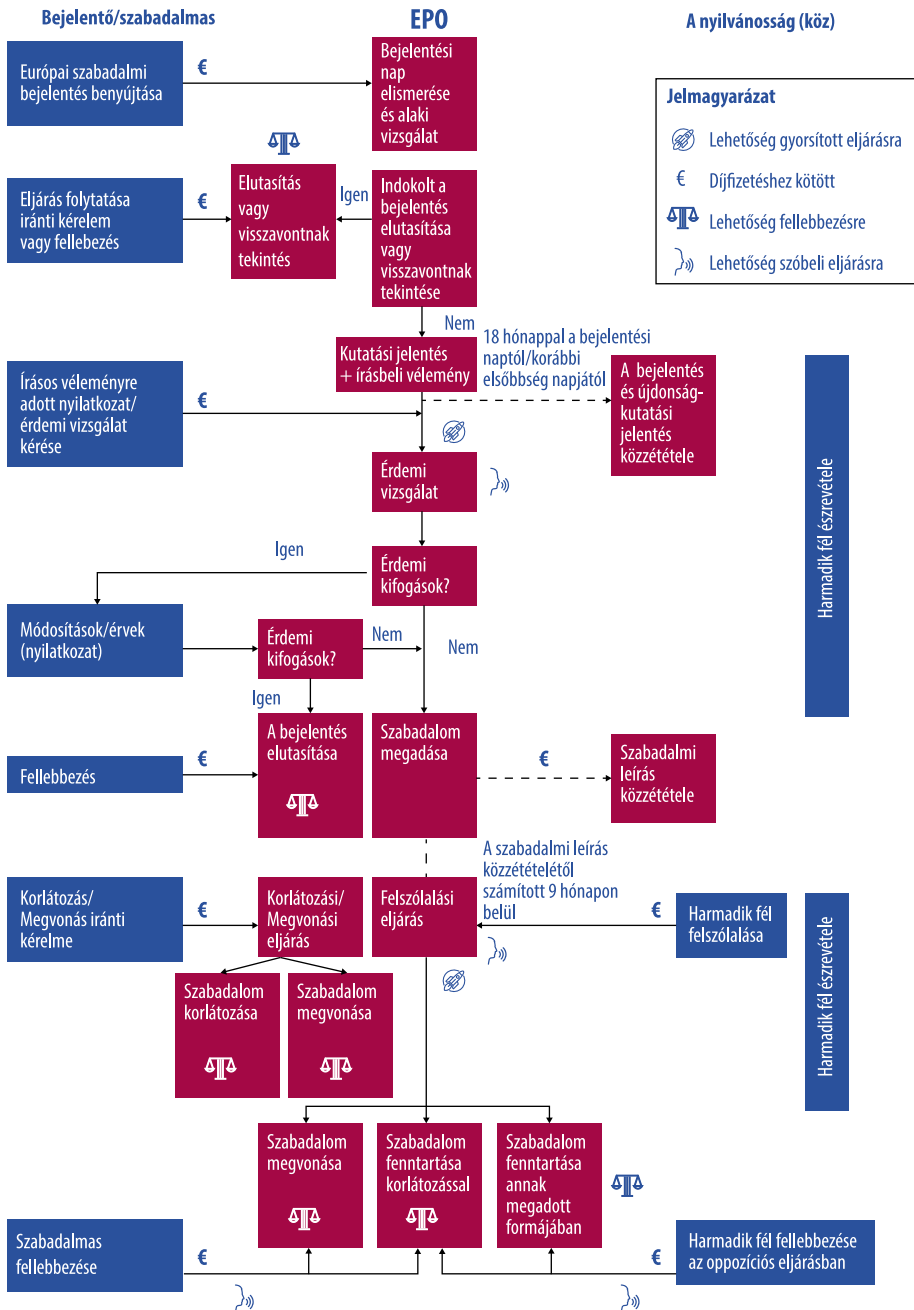 Bejelentő/szabadalmas
EPO
A nyilvánosság (köz)
Európai szabadalmi
bejelentés benyújtása
€
Bejelentési
nap
elismerése
és alaki
vizsgálat
Jelmagyarázat
Lehetőség gyorsított eljárásra
€ Díjfizetéshez kötött
Lehetőség fellebbezésre
Lehetőség szóbeli eljárásra
Eljárás folytatása
iránti kérelem
vagy fellebezés
€
Elutasítás
vagy
visszavontnak
tekintés
Igen
Indokolt a
bejelentés
elutasítása
vagy
visszavontnak
tekintése
Nem
Kutatási jelentés
+ írásbeli vélemény
18 hónappal a bejelentési
naptól/korábbi
elsőbbség napjától
A bejelentés
és újdonság-
kutatási
jelentés
közzététele
Írásos véleményre
adott nyilatkozat/
érdemi vizsgálat
kérése
€
Érdemi
vizsgálat
Harmadik fél észrevétele
Érdemi
kifogások?
Igen
Módosítások/érvek
(nyilatkozat)
Érdemi
kifogások?
Nem
Nem
Igen
A bejelentés
elutasítása
Szabadalom
megadása
€
Szabadalmi
leírás
közzététele
Fellebbezés
€
A szabadalmi leírás
közzétételétől
számított 9 hónapon
belül
Korlátozás/
Megvonás iránti
kérelme
€
Korlátozási/
Megvonási
eljárás
Felszólalási
eljárás
€
Harmadik fél
felszólalása
Harmadik fél észrevétele
Szabadalom
korlátozása
Szabadalom
megvonása
Szabadalom
megvonása
Szabadalom
fenntartása
korlátozással
Szabadalom
fenntartása
annak
megadott
formájában
Szabadalmas
fellebbezése
€
€
Harmadik fél fellebbezése
az oppozíciós eljárásban